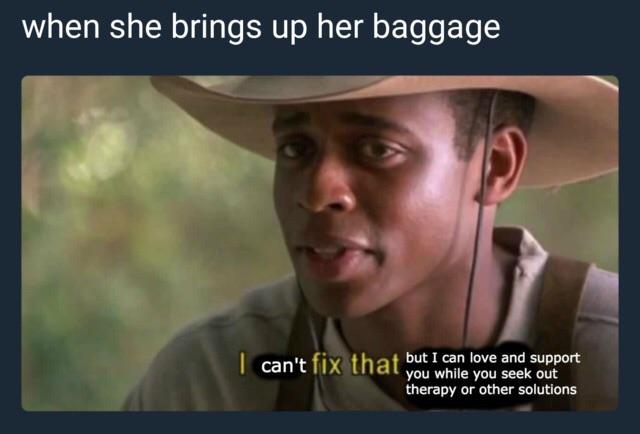 when she brings up her baggage
I can't fix that but I can love and support
you while you seek out
therapy or other solutions